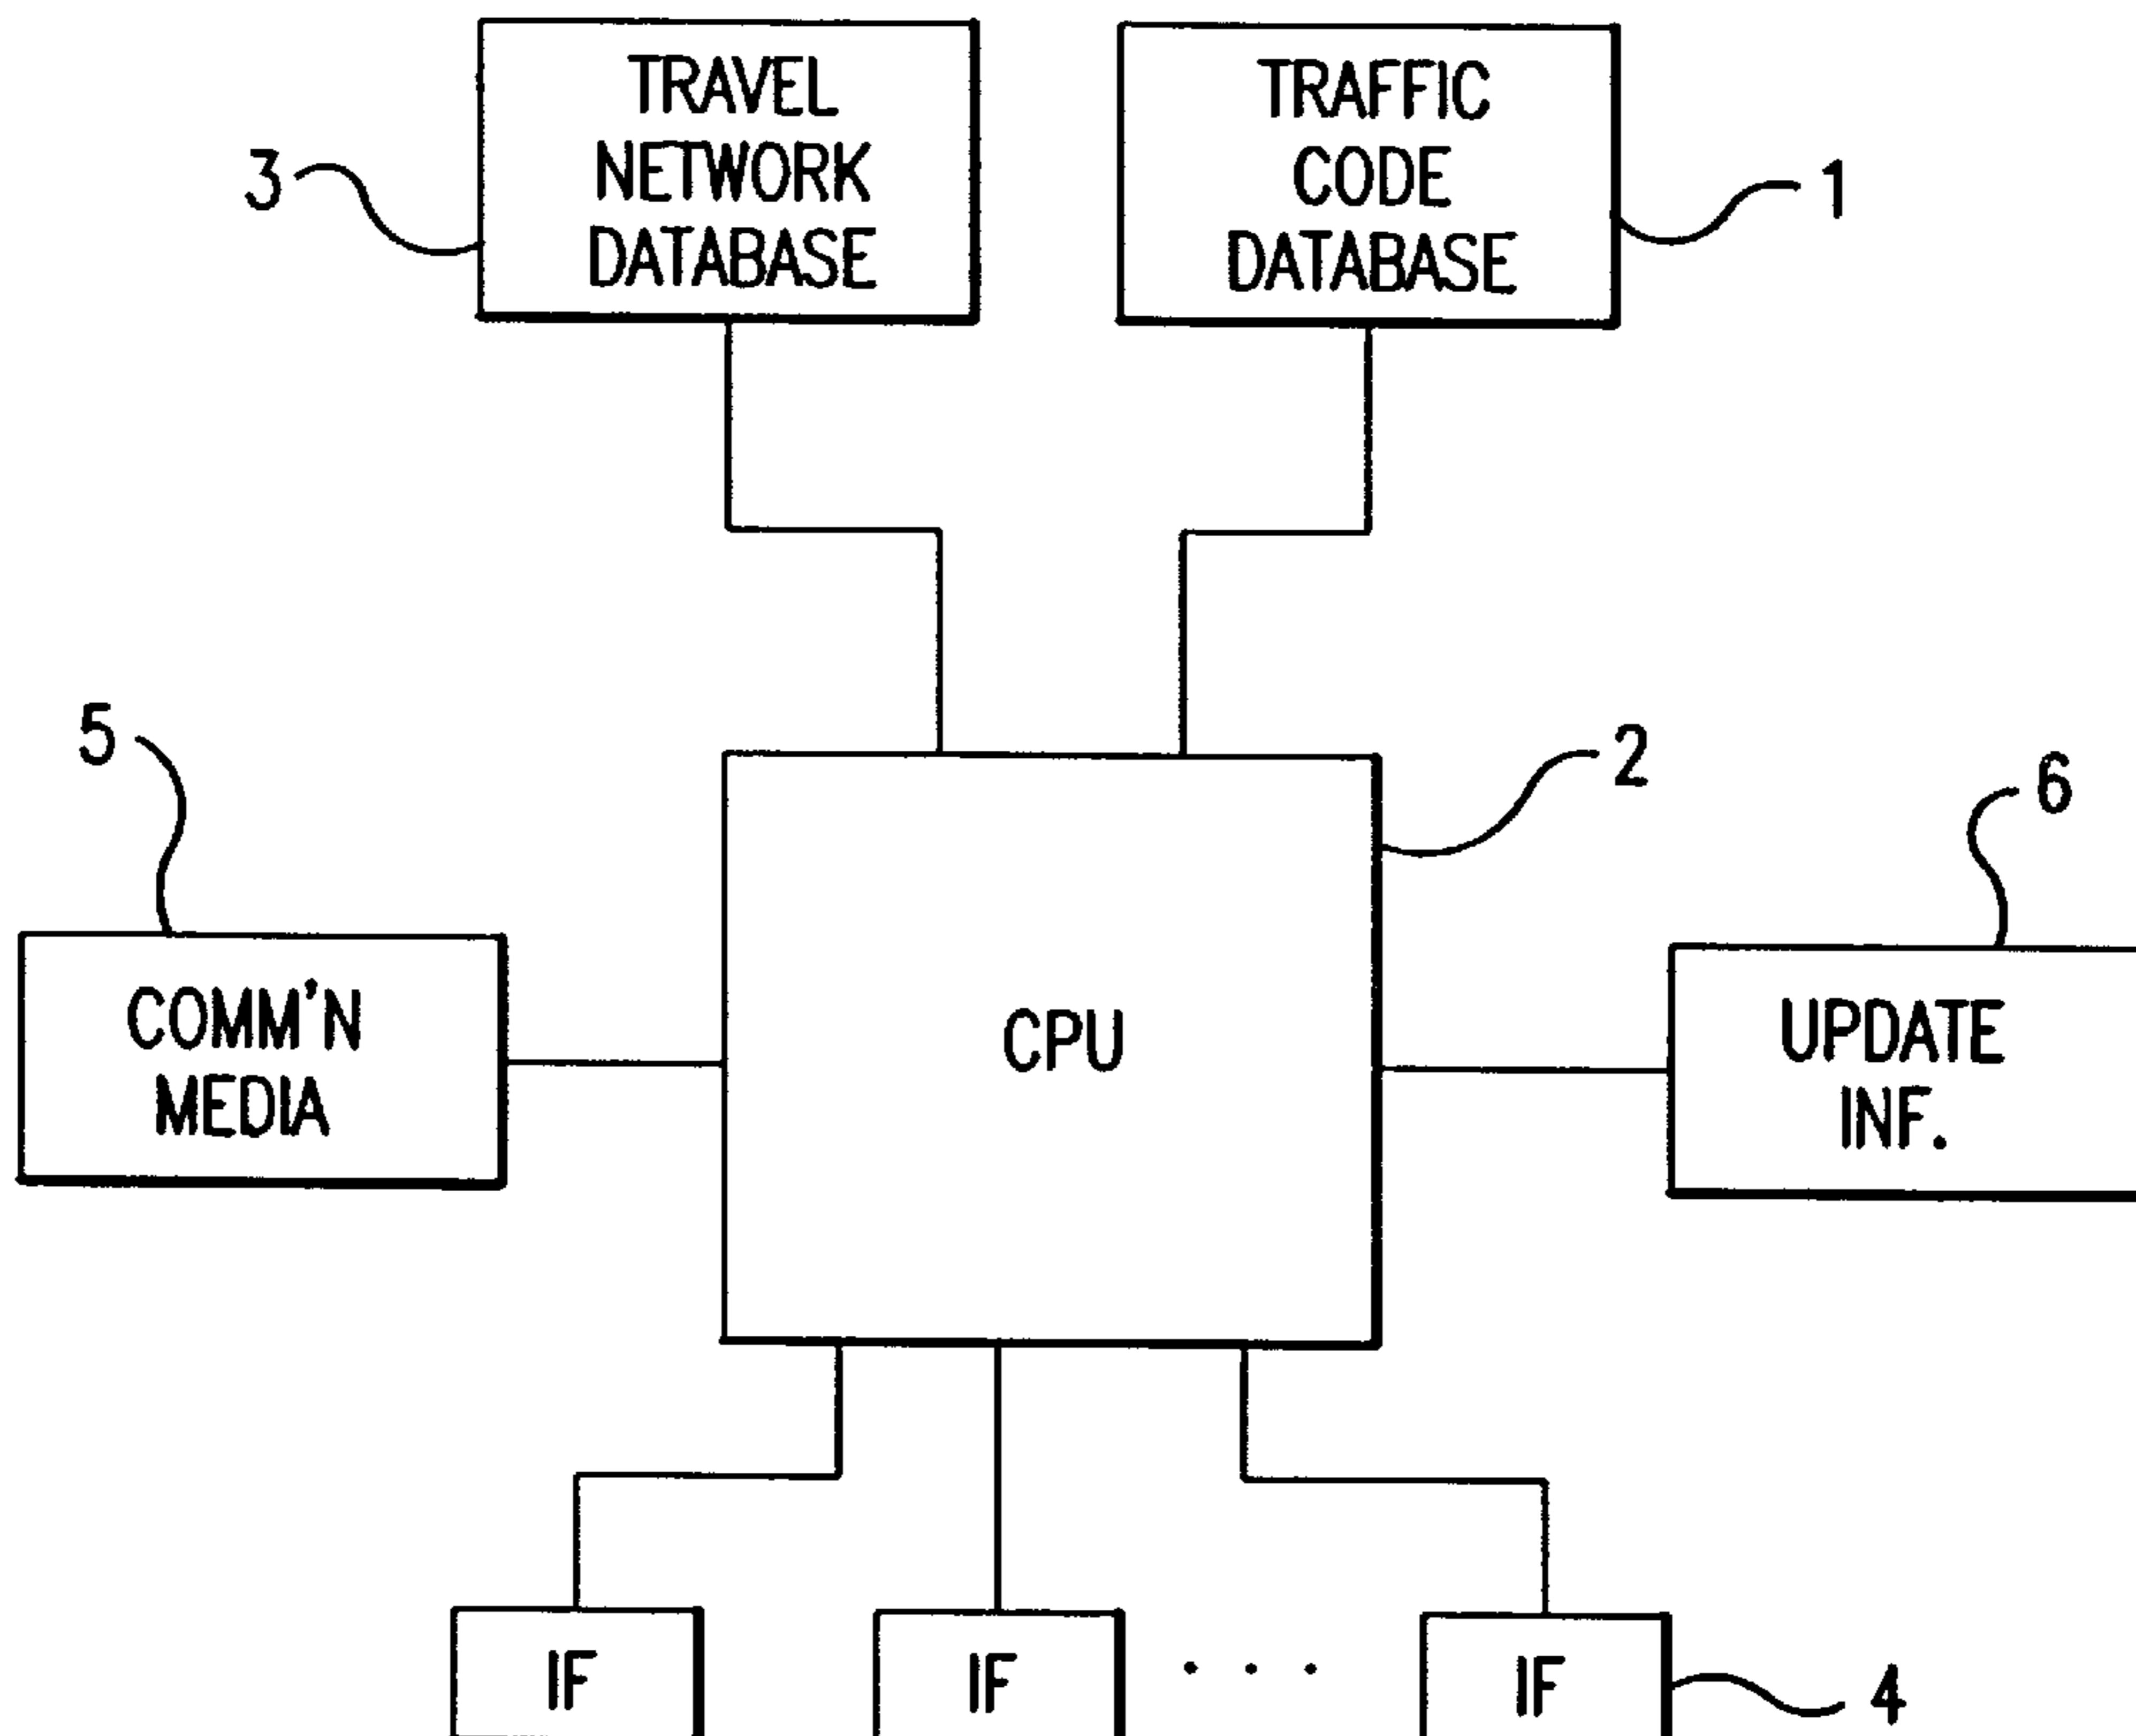 TRAVEL
NETWORK
DATABASE
3
TRAFFIC
CODE
DATABASE
1
5
2
6
COMM'N
MEDIA
CPU
UPDATE
INF.
IF
IF
. . .
IF
4